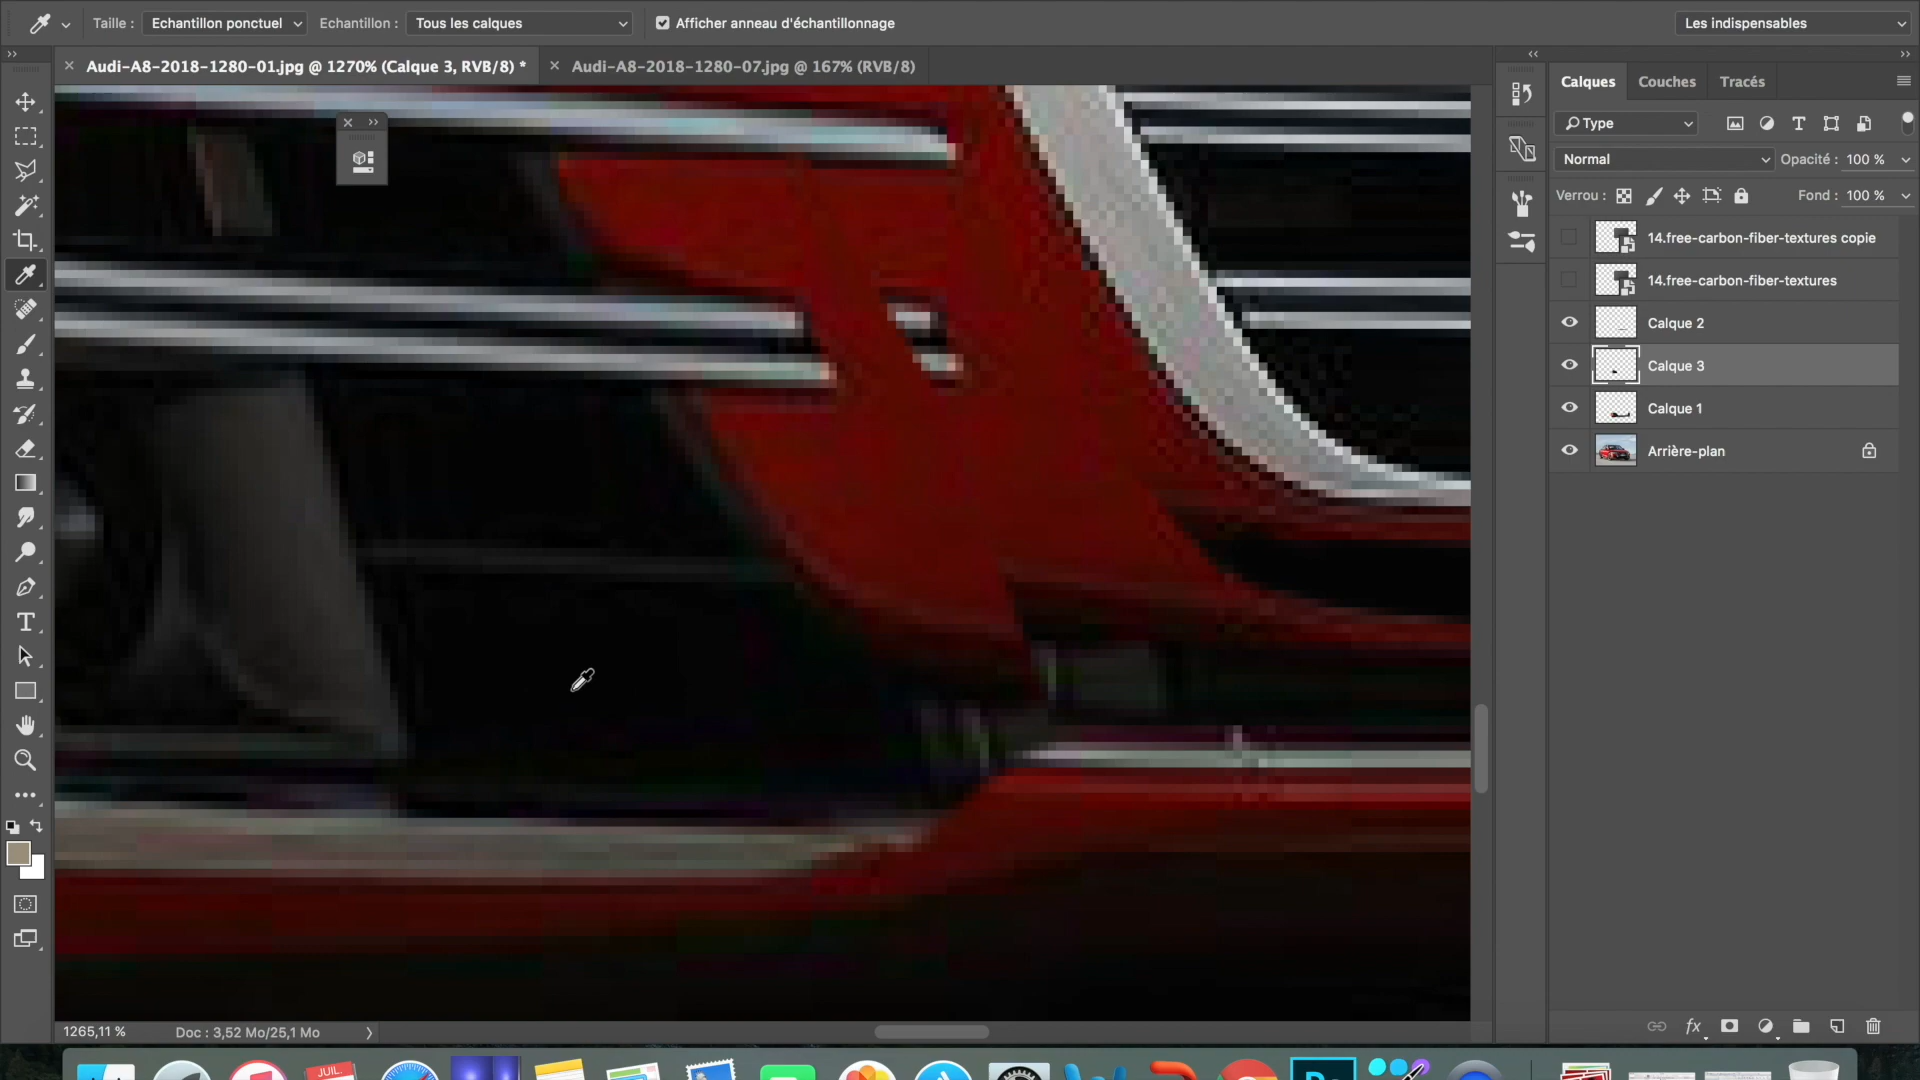 Taille : Echantillon ponctuel Echantillon : Tous les calques Afficher anneau d'échantillonnage Les indispensables
Audi-A8-2018-1280-01.jpg @ 1270% (Calque 3, RVB/8) * Audi-A8-2018-1280-07.jpg @ 167% (RVB/8)
Calques Couches Tracés
Type
Normal Opacité : 100 %
Verrou : Fond : 100 %
14.free-carbon-fiber-textures copie
14.free-carbon-fiber-textures
Calque 2
Calque 3
Calque 1
Arrière-plan
fx
1265,11 % Doc : 3,52 Mo/25,1 Mo
JUIL.